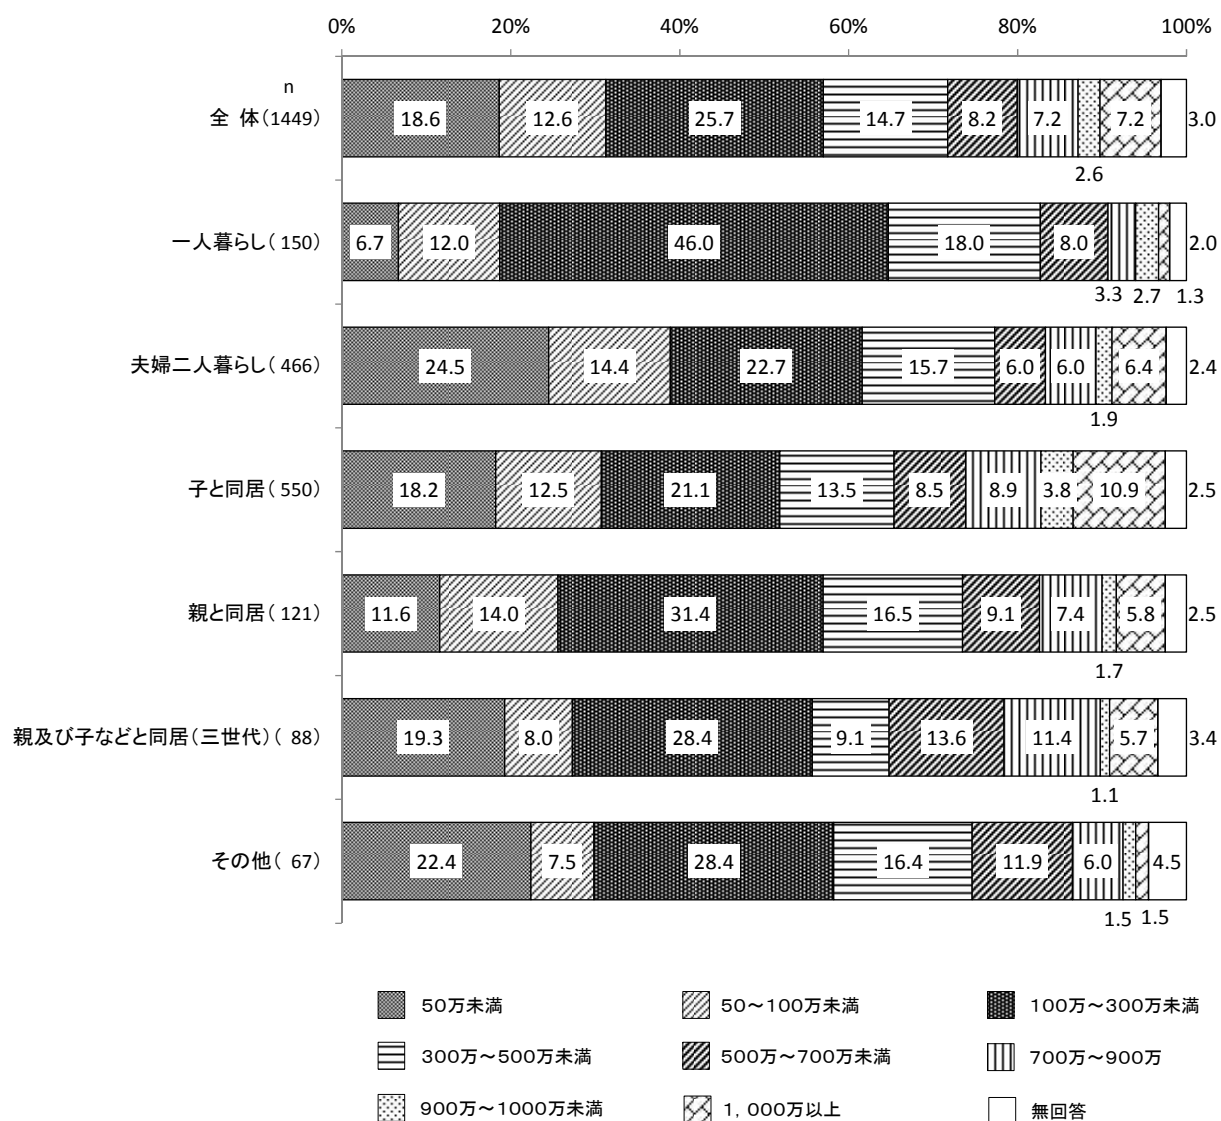 0% 20% 40% 60% 80% 100%
n
全 体(1449) 18.6 12.6 25.7 14.7 8.2 7.2 7.2 3.0
2.6
一人暮らし( 150) 6.7 12.0 46.0 18.0 8.0 2.0
3.3 2.7 1.3
夫婦二人暮らし( 466) 24.5 14.4 22.7 15.7 6.0 6.0 6.4 2.4
1.9
子と同居( 550) 18.2 12.5 21.1 13.5 8.5 8.9 3.8 10.9 2.5
親と同居( 121) 11.6 14.0 31.4 16.5 9.1 7.4 5.8 2.5
1.7
親及び子などと同居(三世代)( 88) 19.3 8.0 28.4 9.1 13.6 11.4 5.7 3.4
1.1
その他( 67) 22.4 7.5 28.4 16.4 11.9 6.0 4.5
1.5 1.5
50万未満 50~100万未満 100万~300万未満
300万~500万未満 500万~700万未満 700万~900万
900万~1000万未満 1,000万以上 無回答